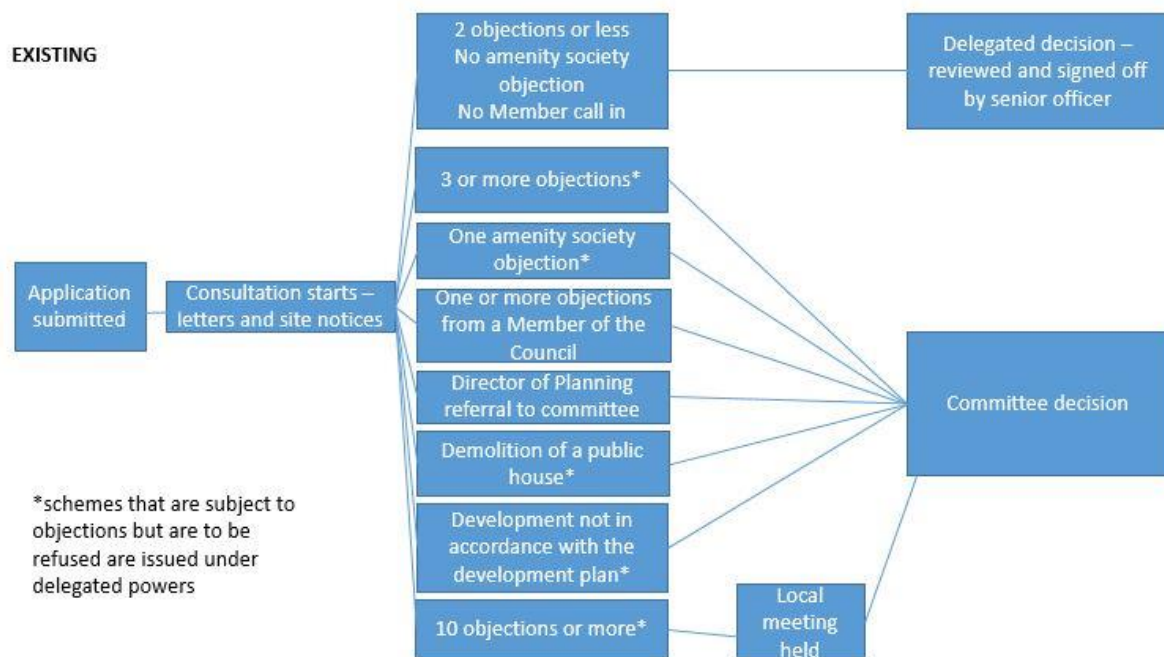 EXISTING
2 objections or less
No amenity society
objection
No Member call in
Delegated decision –
reviewed and signed off
by senior officer
3 or more objections*
One amenity society
objection*
Application
submitted
Consultation starts –
letters and site notices
One or more objections
from a Member of the
Council
Director of Planning
referral to committee
Committee decision
Demolition of a public
house*
*schemes that are subject to
objections but are to be
refused are issued under
delegated powers
Development not in
accordance with the
development plan*
10 objections or more*
Local
meeting
held